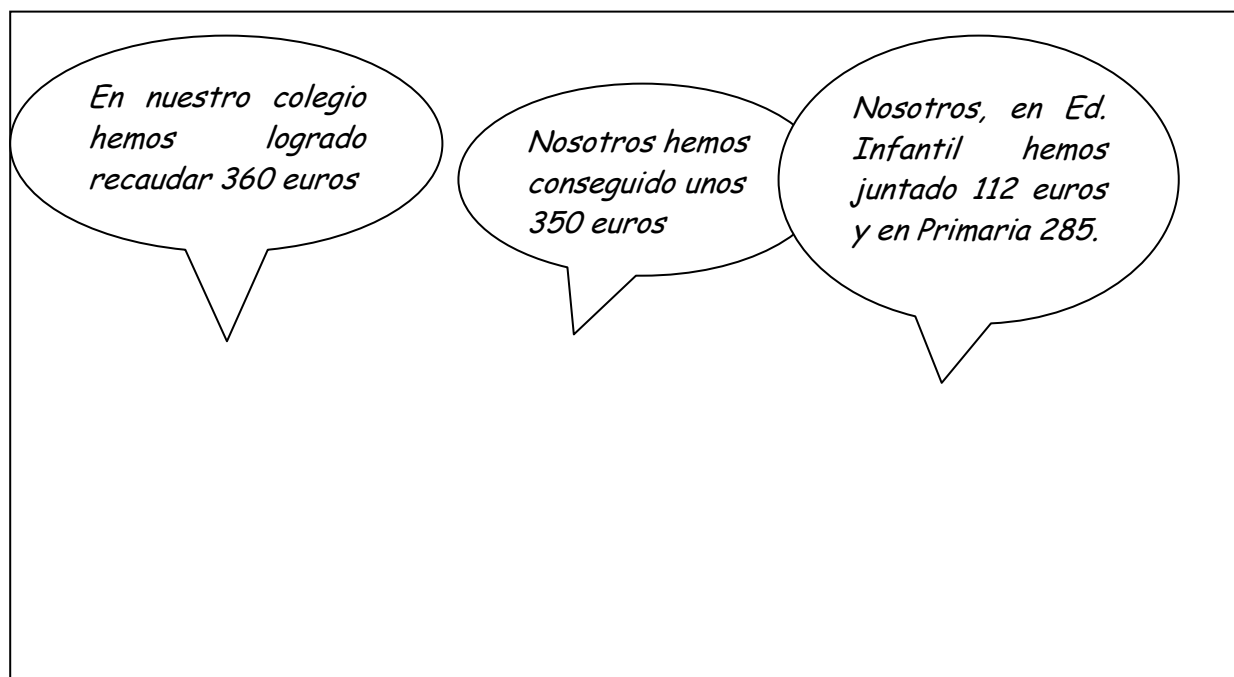 En nuestro colegio
hemos logrado
recaudar 360 euros
Nosotros hemos
conseguido unos
350 euros
Nosotros, en Ed.
Infantil hemos
juntado 112 euros
y en Primaria 285.